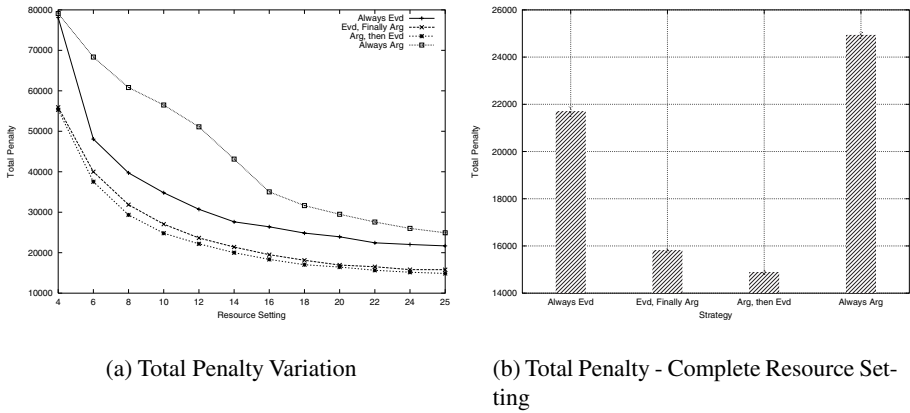 80000
70000
60000
50000
40000
30000
20000
10000
Total Penalty
Always Evd
Evd, Finally Arg
Arg, then Evd
Always Arg
4 6 8 10 12 14 16 18 20 22 24 25
Resource Setting
(a) Total Penalty Variation
26000
24000
22000
20000
18000
16000
14000
Total Penalty
Always Evd Evd, Finally Arg Arg, then Evd Always Arg
Strategy
(b) Total Penalty - Complete Resource Set-
ting